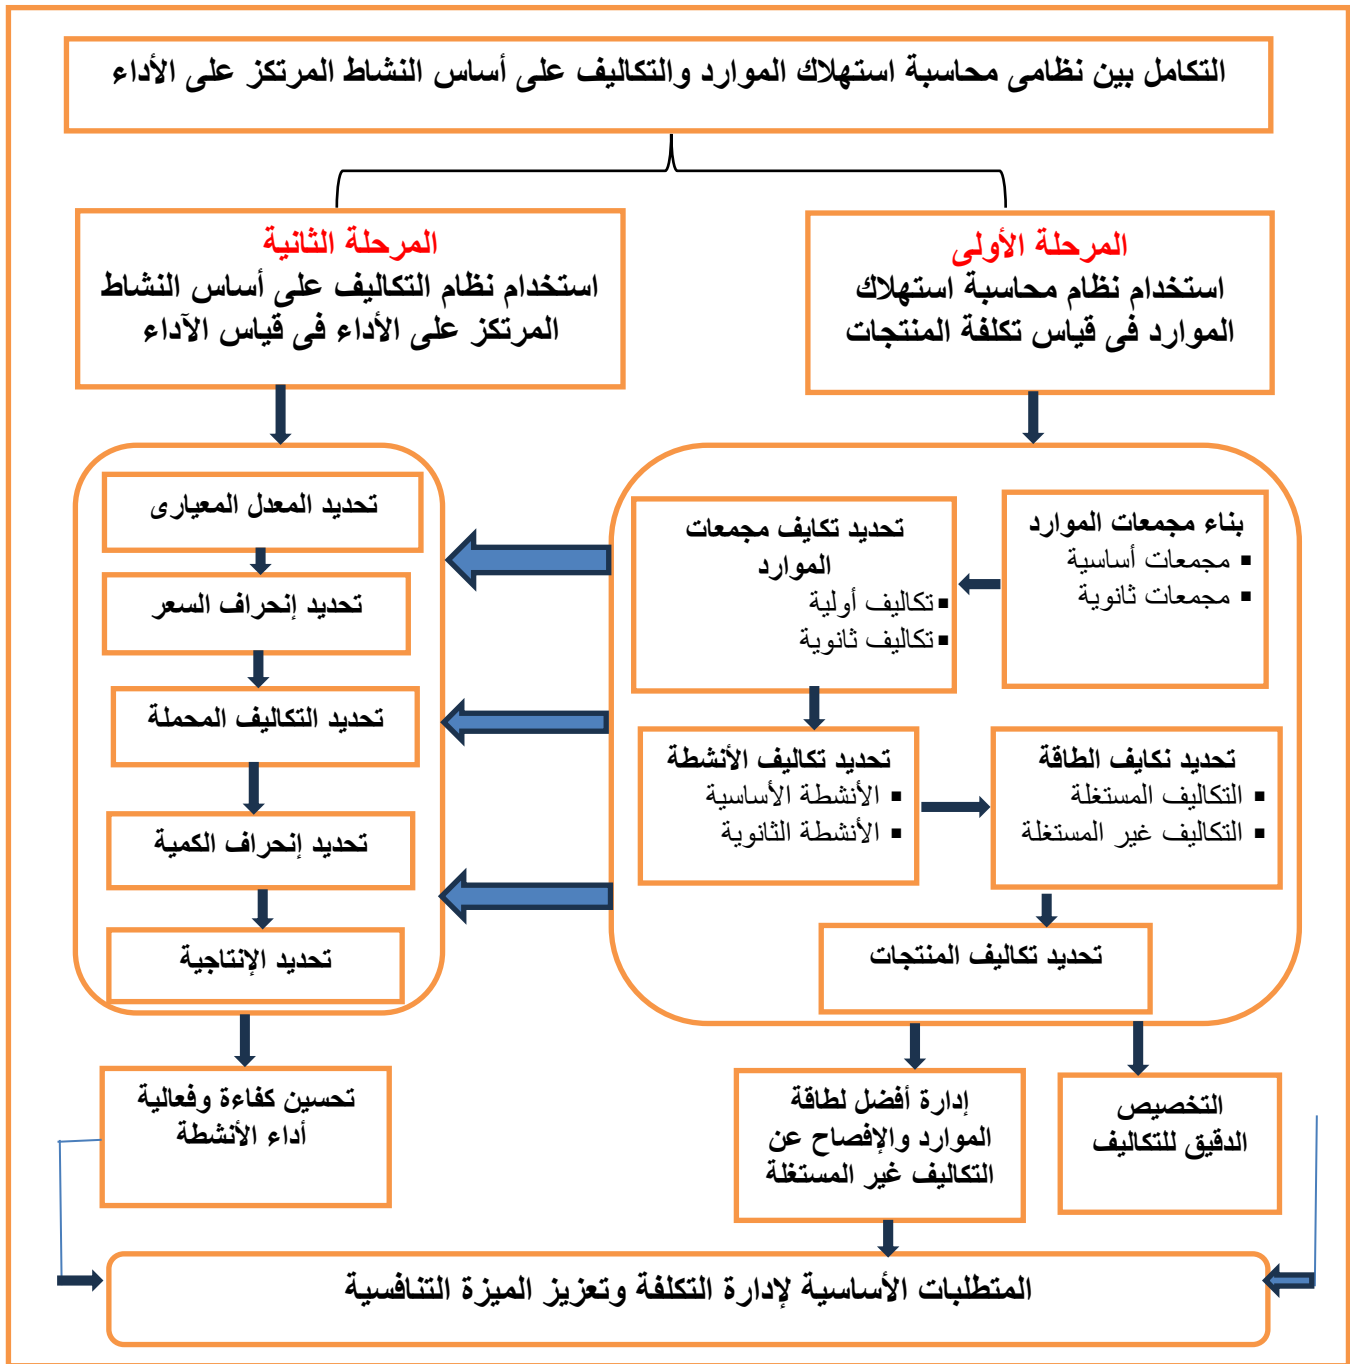 التكامل بين نظامى محاسبة استهلاك الموارد والتكاليف على أساس النشاط المرتكز على الأداء
المرحلة الأولى
استخدام نظام محاسبة استهلاك
الموارد فى قياس تكلفة المنتجات
المرحلة الثانية
استخدام نظام التكاليف على أساس النشاط
المرتكز على الأداء فى قياس الآداء
بناء مجمعات الموارد
▪ مجمعات أساسية
▪ مجمعات ثانوية
تحديد تكايف مجمعات
الموارد
▪ تكاليف أولية
▪ تكاليف ثانوية
تحديد تكاليف الأنشطة
▪ الأنشطة الأساسية
▪ الأنشطة الثانوية
تحديد نكايف الطاقة
▪ التكاليف المستغلة
▪ التكاليف غير المستغلة
تحديد تكاليف المنتجات
تحديد المعدل المعيارى
تحديد إنحراف السعر
تحديد التكاليف المحملة
تحديد إنحراف الكمية
تحديد الإنتاجية
التخصيص
الدقيق للتكاليف
إدارة أفضل لطاقة
الموارد والإفصاح عن
التكاليف غير المستغلة
تحسين كفاءة وفعالية
أداء الأنشطة
المتطلبات الأساسية لإدارة التكلفة وتعزيز الميزة التنافسية